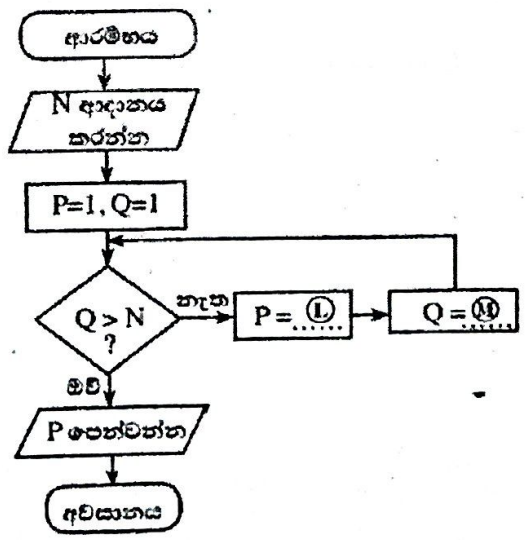 ආරම්භය
N ආදානය
කරන්න
P=1, Q=1
Q > N
?
නැත
P = Ⓛ
Q = Ⓜ
ඔව්
P පෙන්වන්න
අවසානය